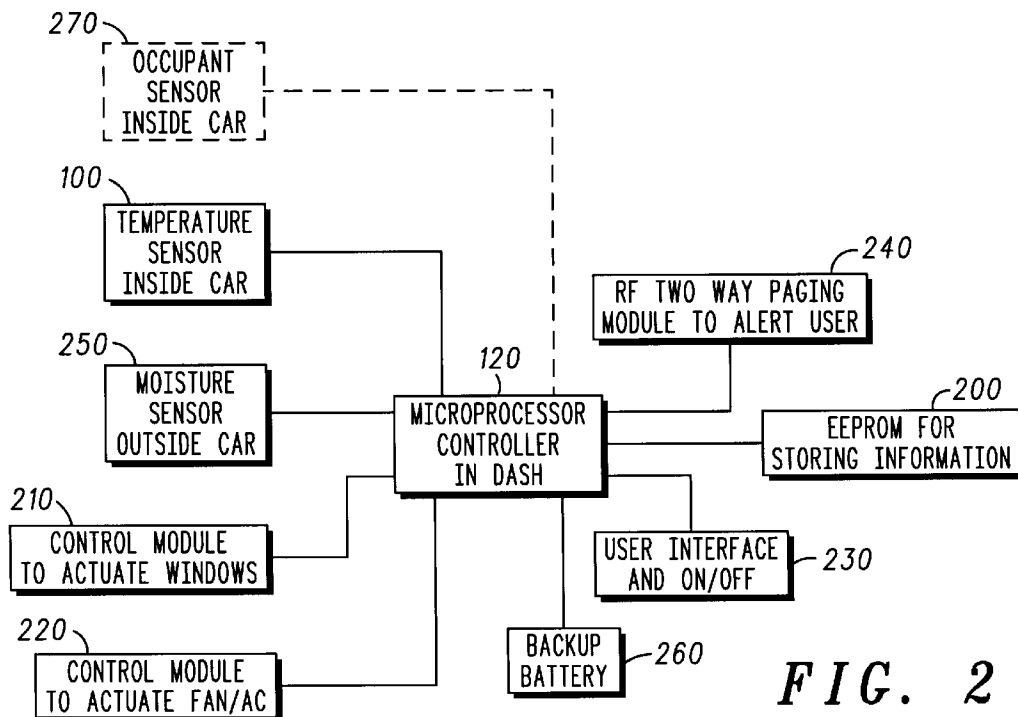 270
OCCUPANT
SENSOR
INSIDE CAR
100
TEMPERATURE
SENSOR
INSIDE CAR
240
RF TWO WAY PAGING
MODULE TO ALERT USER
250
MOISTURE
SENSOR
OUTSIDE CAR
120
MICROPROCESSOR
CONTROLLER
IN DASH
200
EEPROM FOR
STORING INFORMATION
210
CONTROL MODULE
TO ACTUATE WINDOWS
USER INTERFACE
AND ON/OFF
230
220
CONTROL MODULE
TO ACTUATE FAN/AC
BACKUP
BATTERY
260
FIG. 2